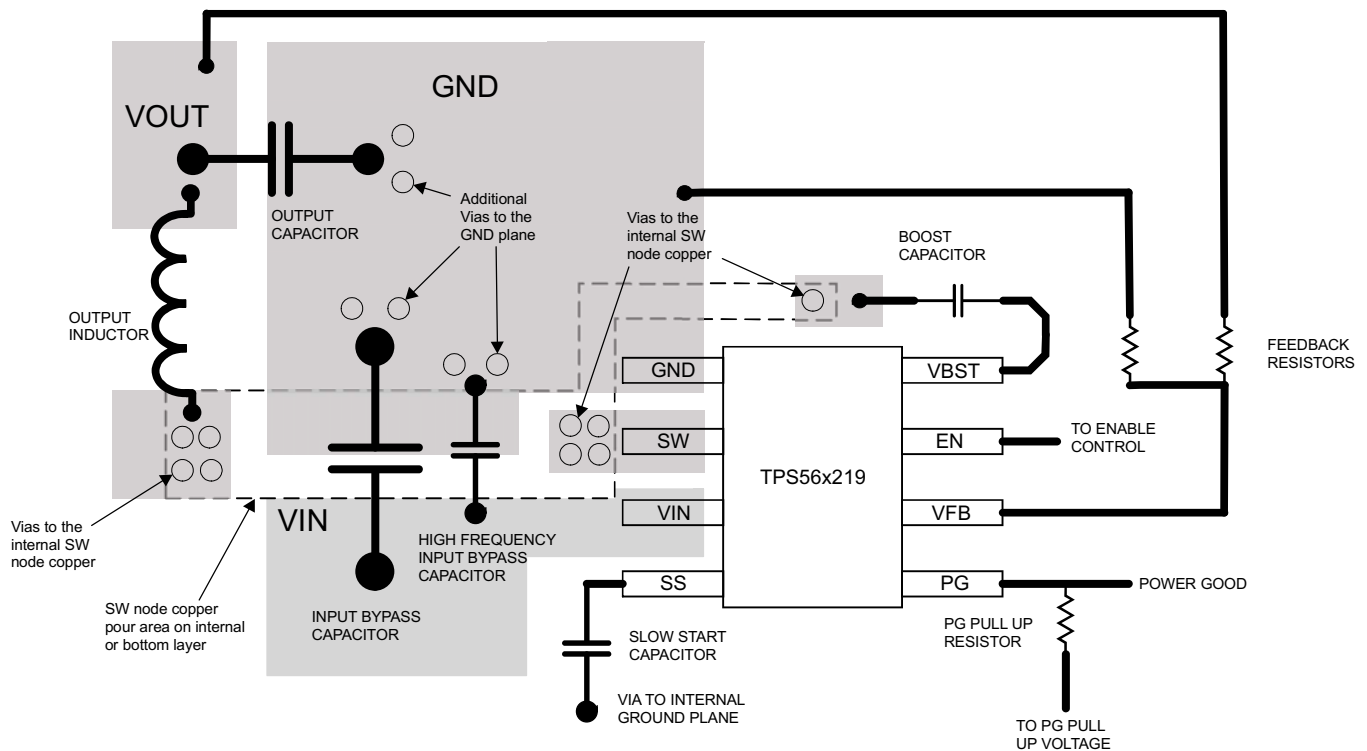 GND
VOUT
OUTPUT
CAPACITOR
Additional
Vias to the
GND plane
Vias to the
internal SW
node copper
BOOST
CAPACITOR
OUTPUT
INDUCTOR
FEEDBACK
RESISTORS
GND
VBST
SW
EN
TO ENABLE
CONTROL
TPS56x219
VIN
VFB
VIN
Vias to the
internal SW
node copper
HIGH FREQUENCY
INPUT BYPASS
CAPACITOR
SS
PG
POWER GOOD
SW node copper
pour area on internal
or bottom layer
INPUT BYPASS
CAPACITOR
SLOW START
CAPACITOR
PG PULL UP
RESISTOR
VIA TO INTERNAL
GROUND PLANE
TO PG PULL
UP VOLTAGE